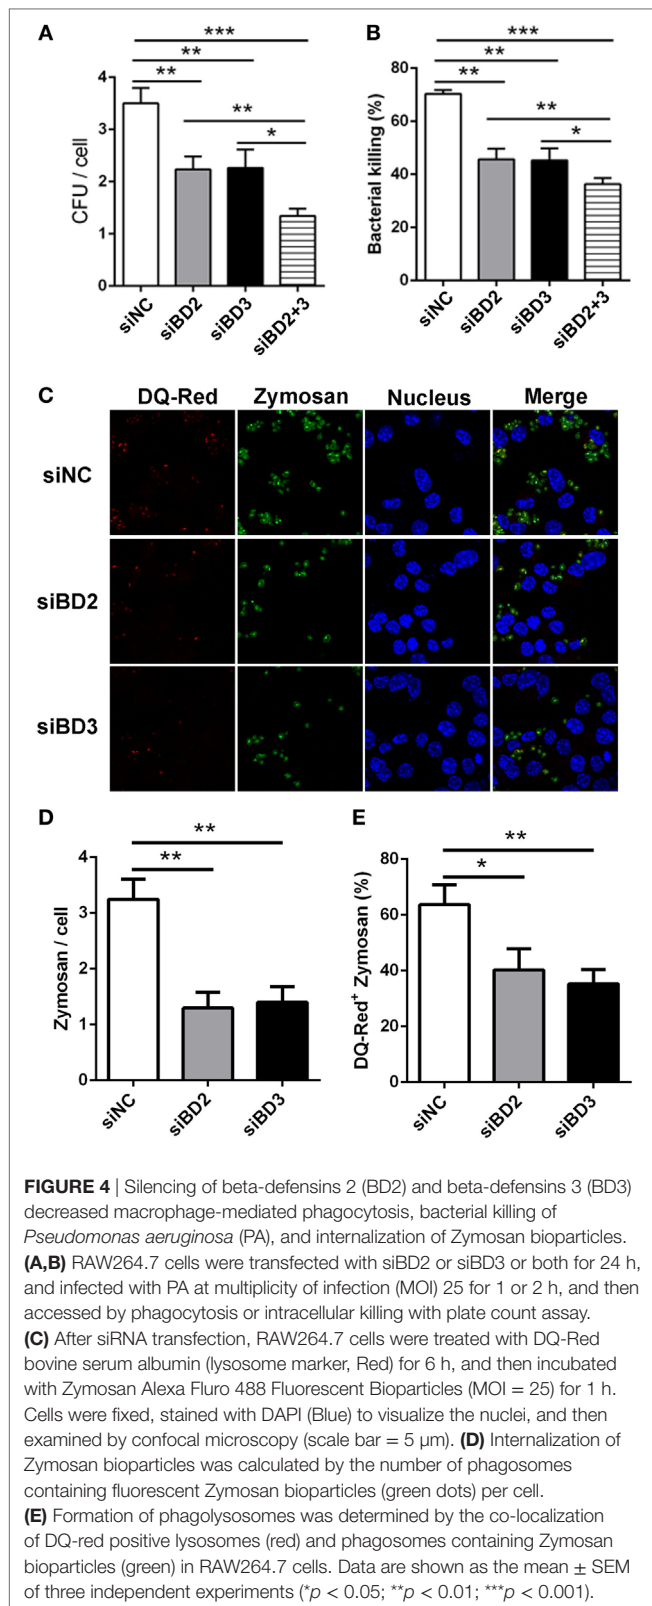 A
***
**
**
**
*
CFU / cell
4
3
2
1
0
siNC
siBD2
siBD3
siBD2+3
B
***
**
**
**
*
Bacterial killing (%)
80
60
40
20
0
siNC
siBD2
siBD3
siBD2+3
C
DQ-Red Zymosan Nucleus Merge
siNC
siBD2
siBD3
D
**
**
Zymosan / cell
4
3
2
1
0
siNC
siBD2
siBD3
E
**
*
DQ-Red+ Zymosan (%)
80
60
40
20
0
siNC
siBD2
siBD3
FIGURE 4 | Silencing of beta-defensins 2 (BD2) and beta-defensins 3 (BD3)
decreased macrophage-mediated phagocytosis, bacterial killing of
Pseudomonas aeruginosa (PA), and internalization of Zymosan bioparticles.
(A,B) RAW264.7 cells were transfected with siBD2 or siBD3 or both for 24 h,
and infected with PA at multiplicity of infection (MOI) 25 for 1 or 2 h, and then
accessed by phagocytosis or intracellular killing with plate count assay.
(C) After siRNA transfection, RAW264.7 cells were treated with DQ-Red
bovine serum albumin (lysosome marker, Red) for 6 h, and then incubated
with Zymosan Alexa Fluro 488 Fluorescent Bioparticles (MOI = 25) for 1 h.
Cells were fixed, stained with DAPI (Blue) to visualize the nuclei, and then
examined by confocal microscopy (scale bar = 5 μm). (D) Internalization of
Zymosan bioparticles was calculated by the number of phagosomes
containing fluorescent Zymosan bioparticles (green dots) per cell.
(E) Formation of phagolysosomes was determined by the co-localization
of DQ-red positive lysosomes (red) and phagosomes containing Zymosan
bioparticles (green) in RAW264.7 cells. Data are shown as the mean ± SEM
of three independent experiments (*p < 0.05; **p < 0.01; ***p < 0.001).